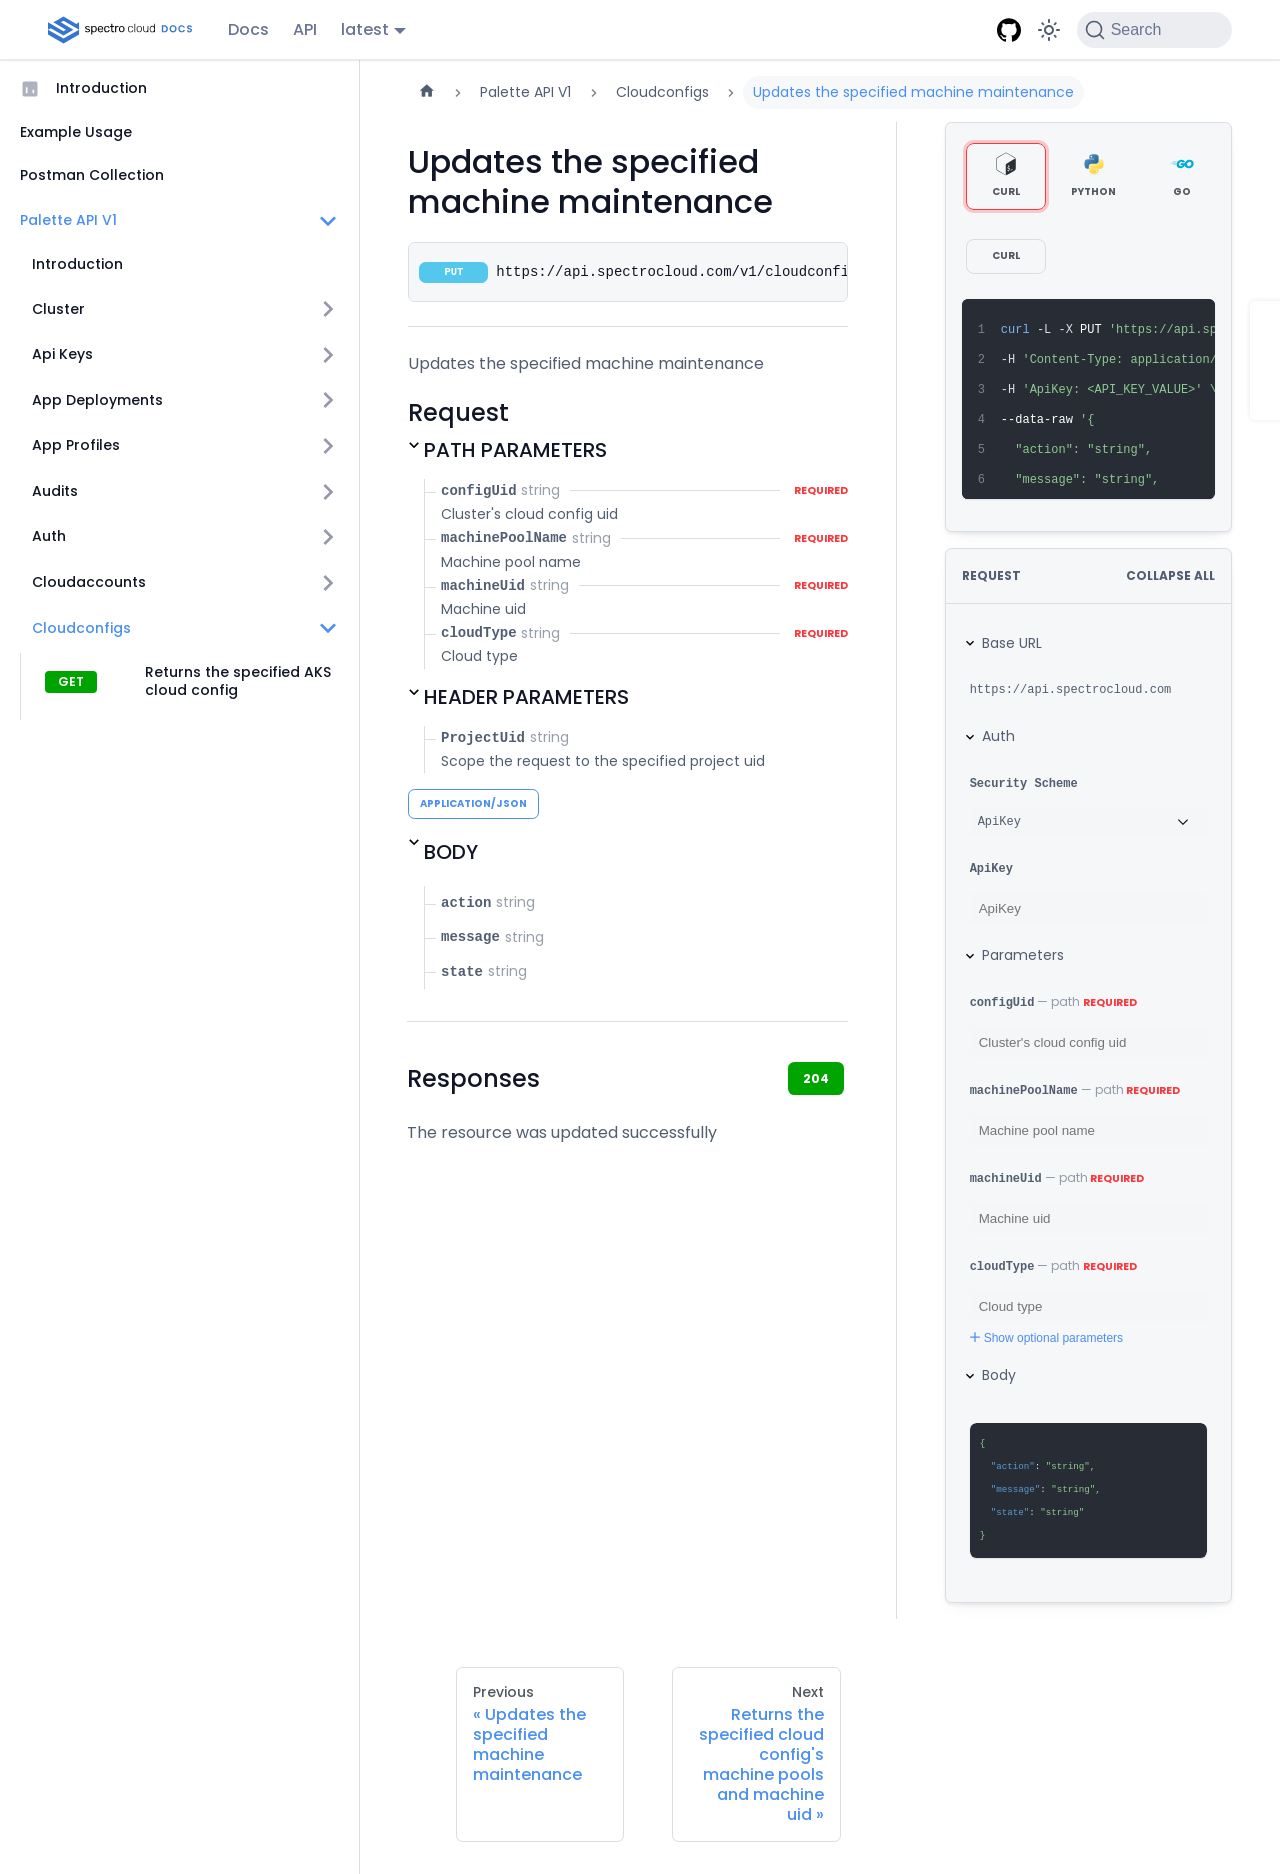 spectro cloud DOCS
Docs
API
latest
Search
Introduction
Example Usage
Postman Collection
Palette API V1
Introduction
Cluster
Api Keys
App Deployments
App Profiles
Audits
Auth
Cloudaccounts
Cloudconfigs
GET
Returns the specified AKS
cloud config
Palette API V1
Cloudconfigs
Updates the specified machine maintenance
Updates the specified
machine maintenance
PUT https://api.spectrocloud.com/v1/cloudconfi
Updates the specified machine maintenance
Request
PATH PARAMETERS
configUid string REQUIRED
Cluster's cloud config uid
machinePoolName string REQUIRED
Machine pool name
machineUid string REQUIRED
Machine uid
cloudType string REQUIRED
Cloud type
HEADER PARAMETERS
ProjectUid string
Scope the request to the specified project uid
APPLICATION/JSON
BODY
action string
message string
state string
Responses
204
The resource was updated successfully
CURL
PYTHON
GO
CURL
1 curl -L -X PUT 'https://api.sp
2 -H 'Content-Type: application/
3 -H 'ApiKey: <API_KEY_VALUE>' \
4 --data-raw '{
5 "action": "string",
6 "message": "string",
REQUEST
COLLAPSE ALL
Base URL
https://api.spectrocloud.com
Auth
Security Scheme
ApiKey
ApiKey
ApiKey
Parameters
configUid — path REQUIRED
Cluster's cloud config uid
machinePoolName — path REQUIRED
Machine pool name
machineUid — path REQUIRED
Machine uid
cloudType — path REQUIRED
Cloud type
Show optional parameters
Body
{
"action": "string",
"message": "string",
"state": "string"
}
Previous
« Updates the
specified
machine
maintenance
Next
Returns the
specified cloud
config's
machine pools
and machine
uid »